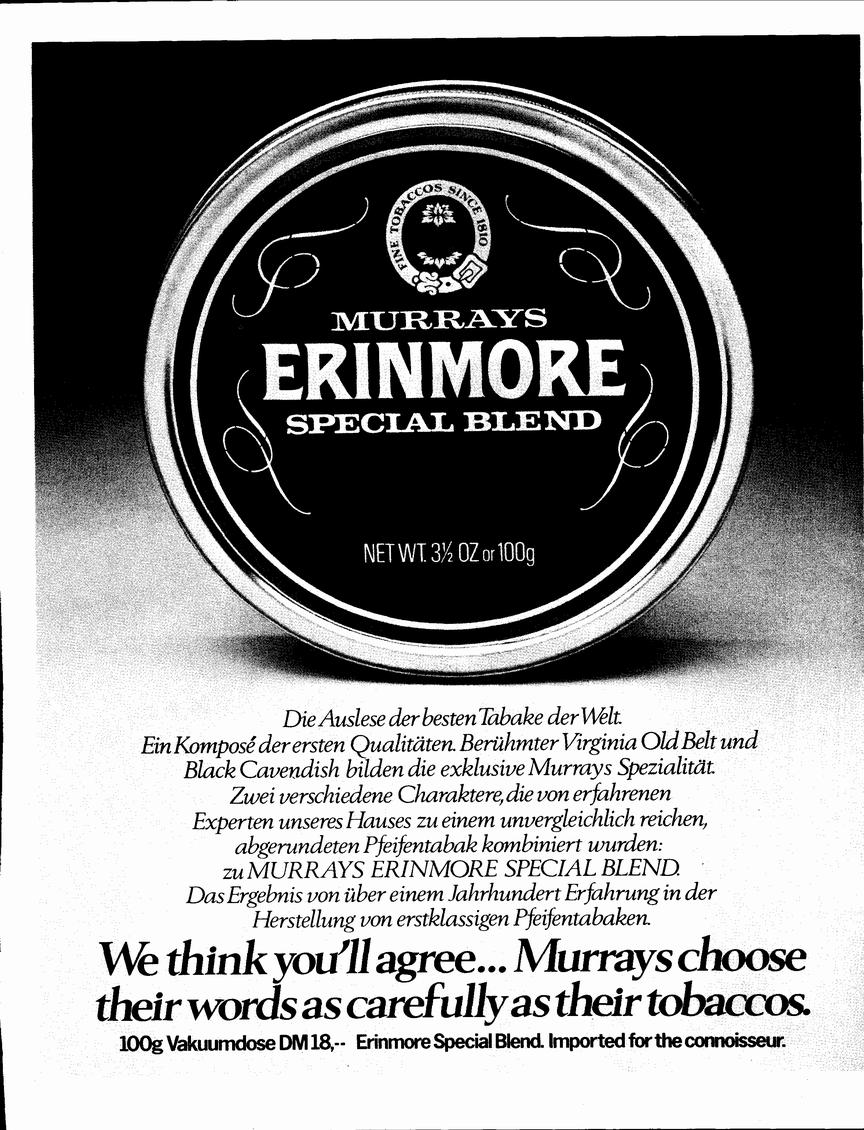 FINE TOBACCOS SINCE 1810
MURRAYS
ERINMORE
SPECIAL BLEND
NET WT. 3½ OZ or 100g
Die Auslese der besten Tabake der Welt.
Ein Komposé der ersten Qualitäten. Berühmter Virginia Old Belt und
Black Cavendish bilden die exklusive Murrays Spezialität.
Zwei verschiedene Charaktere, die von erfahrenen
Experten unseres Hauses zu einem unvergleichlich reichen,
abgerundeten Pfeifentabak kombiniert wurden:
zu MURRAYS ERINMORE SPECIAL BLEND.
Das Ergebnis von über einem Jahrhundert Erfahrung in der
Herstellung von erstklassigen Pfeifentabaken.
We think you'll agree... Murrays choose
their words as carefully as their tobaccos.
100g Vakuumdose DM 18,-- Erinmore Special Blend. Imported for the connoisseur.